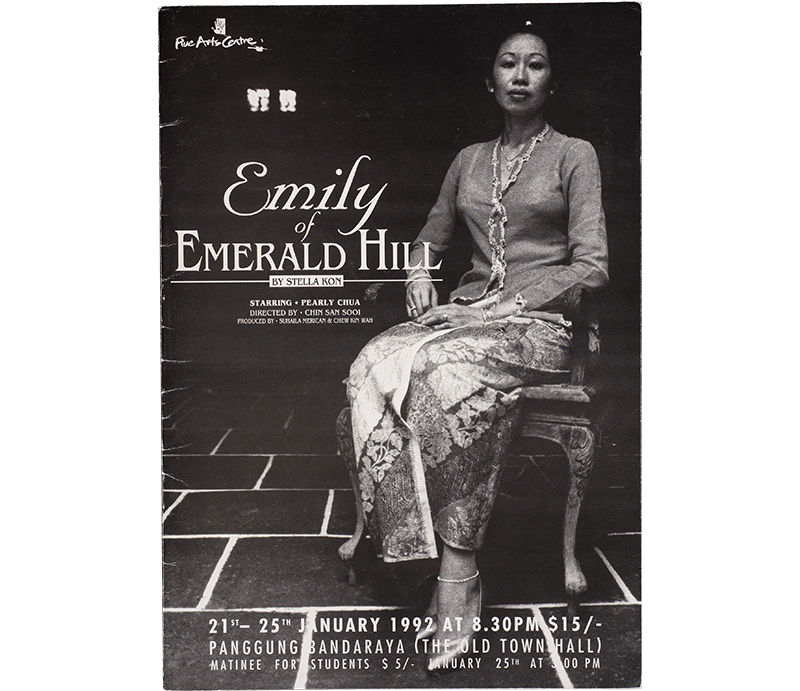 Five Arts Centre
Emily
of
EMERALD HILL
BY STELLA KON
STARRING • PEARLY CHUA
DIRECTED BY • CHIN SAN SOOI
PRODUCED BY • SUHAILA MERICAN & CHEW KIN WAH
21ST – 25TH JANUARY 1992 AT 8.30PM $15/-
PANGGUNG BANDARAYA (THE OLD TOWN HALL)
MATINEE FOR STUDENTS $5/- JANUARY 25TH AT 3.00 PM